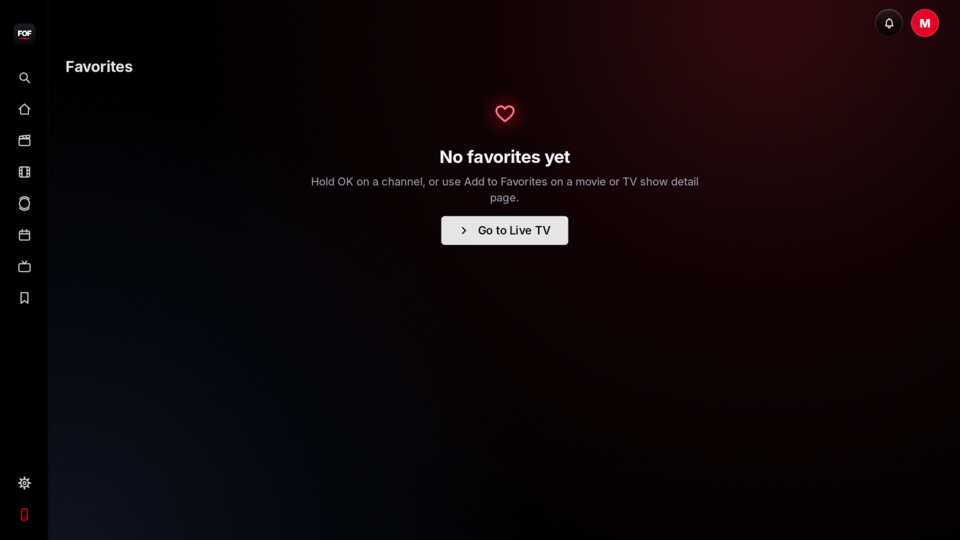 FOF
M
Favorites
No favorites yet
Hold OK on a channel, or use Add to Favorites on a movie or TV show detail
page.
Go to Live TV